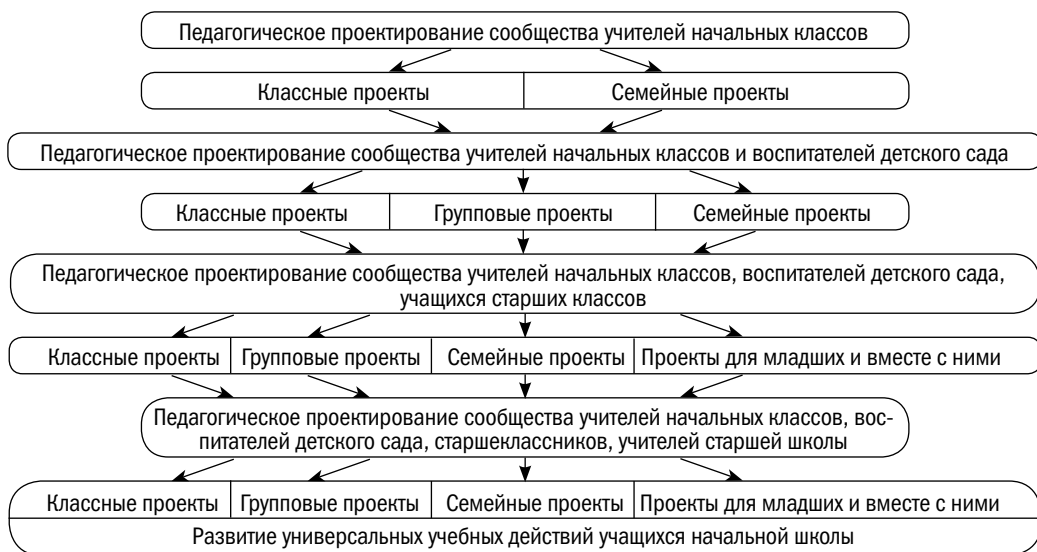 Педагогическое проектирование сообщества учителей начальных классов
Классные проекты Семейные проекты
Педагогическое проектирование сообщества учителей начальных классов и воспитателей детского сада
Классные проекты Групповые проекты Семейные проекты
Педагогическое проектирование сообщества учителей начальных классов, воспитателей детского сада,
учащихся старших классов
Классные проекты Групповые проекты Семейные проекты Проекты для младших и вместе с ними
Педагогическое проектирование сообщества учителей начальных классов, вос-
питателей детского сада, старшеклассников, учителей старшей школы
Классные проекты Групповые проекты Семейные проекты Проекты для младших и вместе с ними
Развитие универсальных учебных действий учащихся начальной школы